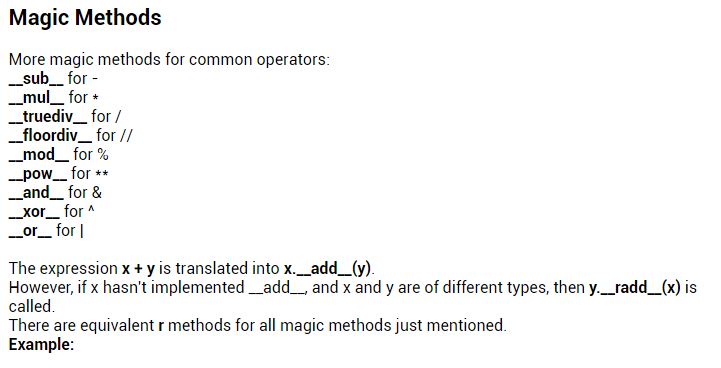 Magic Methods
More magic methods for common operators:
__sub__ for -
__mul__ for *
__truediv__ for /
__floordiv__ for //
__mod__ for %
__pow__ for **
__and__ for &
__xor__ for ^
__or__ for |
The expression x + y is translated into x.__add__(y).
However, if x hasn't implemented __add__, and x and y are of different types, then y.__radd__(x) is
called.
There are equivalent r methods for all magic methods just mentioned.
Example: